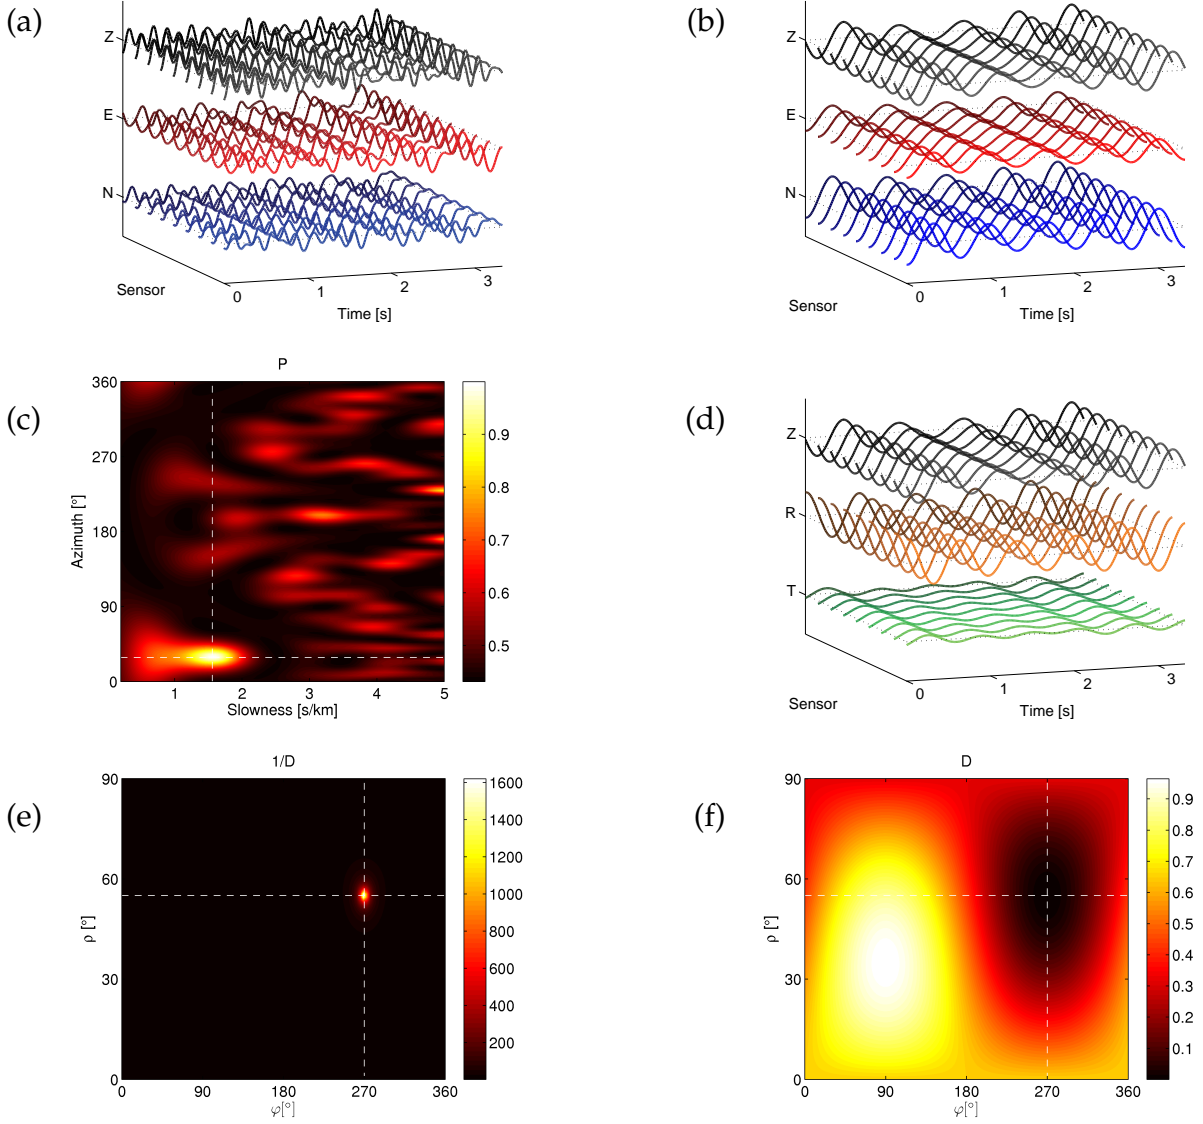 (a)
Z
E
N
Sensor
0 1 2 3
Time [s]
(b)
Z
E
N
Sensor
0 1 2 3
Time [s]
(c)
P
360
270
180
90
0
Azimuth [°]
1 2 3 4 5
Slowness [s/km]
0.9
0.8
0.7
0.6
0.5
(d)
Z
R
T
Sensor
0 1 2 3
Time [s]
(e)
1/D
90
60
30
0
ρ [°]
0 90 180 270 360
φ[°]
1600
1400
1200
1000
800
600
400
200
(f)
D
90
60
30
0
ρ [°]
0 90 180 270 360
φ[°]
0.9
0.8
0.7
0.6
0.5
0.4
0.3
0.2
0.1